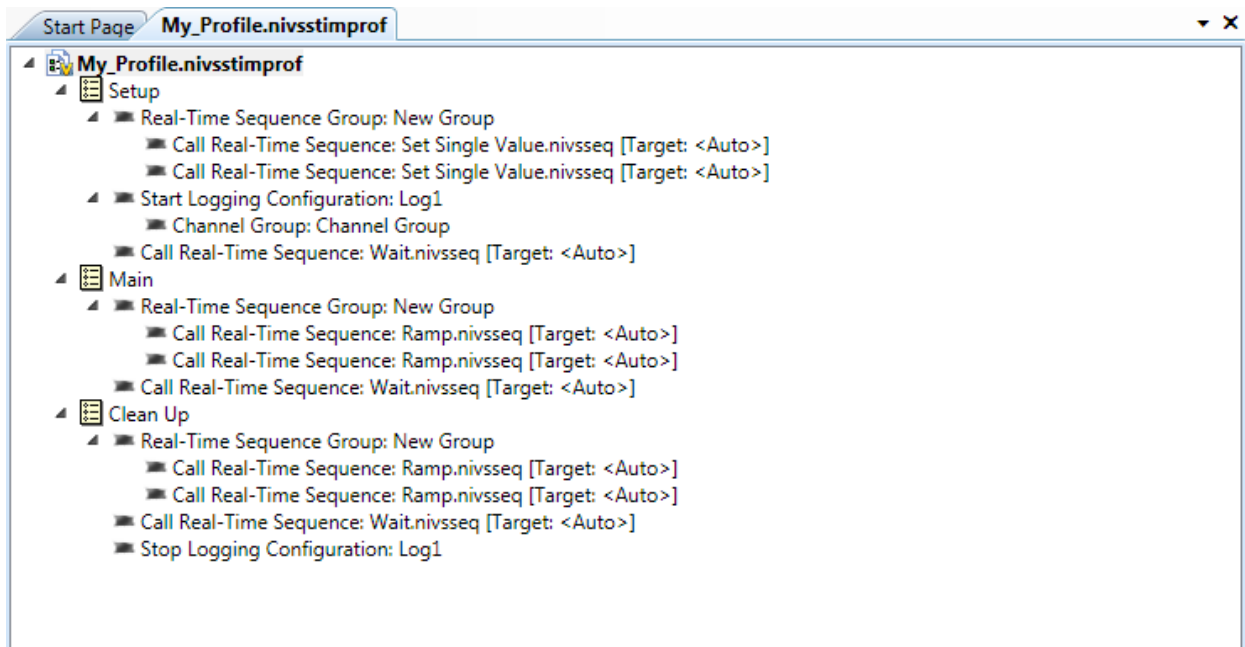 Start Page My_Profile.nivsstimprof
My_Profile.nivsstimprof
Setup
Real-Time Sequence Group: New Group
Call Real-Time Sequence: Set Single Value.nivsseq [Target: <Auto>]
Call Real-Time Sequence: Set Single Value.nivsseq [Target: <Auto>]
Start Logging Configuration: Log1
Channel Group: Channel Group
Call Real-Time Sequence: Wait.nivsseq [Target: <Auto>]
Main
Real-Time Sequence Group: New Group
Call Real-Time Sequence: Ramp.nivsseq [Target: <Auto>]
Call Real-Time Sequence: Ramp.nivsseq [Target: <Auto>]
Call Real-Time Sequence: Wait.nivsseq [Target: <Auto>]
Clean Up
Real-Time Sequence Group: New Group
Call Real-Time Sequence: Ramp.nivsseq [Target: <Auto>]
Call Real-Time Sequence: Ramp.nivsseq [Target: <Auto>]
Call Real-Time Sequence: Wait.nivsseq [Target: <Auto>]
Stop Logging Configuration: Log1